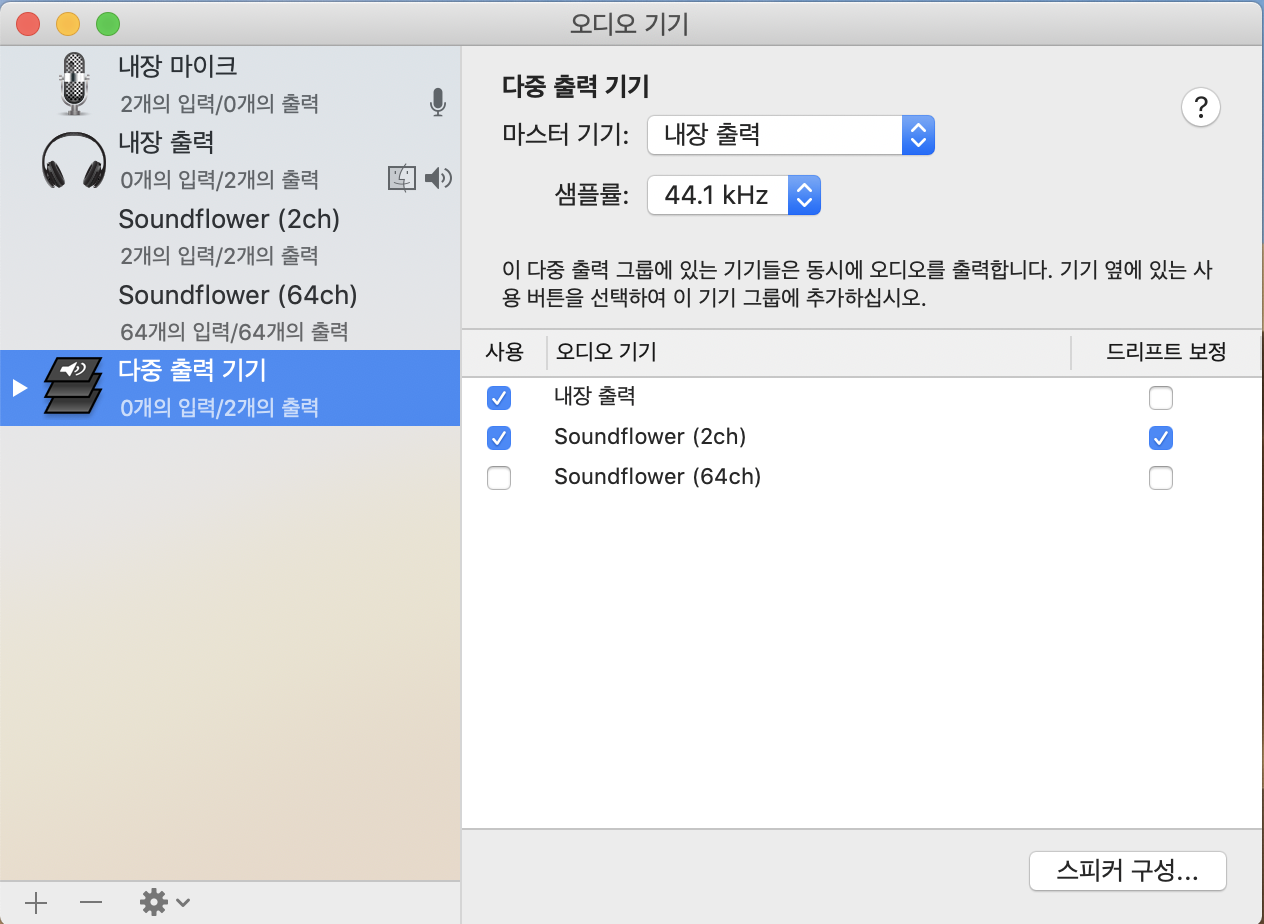 오디오 기기
내장 마이크
2개의 입력/0개의 출력
내장 출력
0개의 입력/2개의 출력
Soundflower (2ch)
2개의 입력/2개의 출력
Soundflower (64ch)
64개의 입력/64개의 출력
다중 출력 기기
0개의 입력/2개의 출력
다중 출력 기기
?
마스터 기기: 내장 출력
샘플률: 44.1 kHz
이 다중 출력 그룹에 있는 기기들은 동시에 오디오를 출력합니다. 기기 옆에 있는 사
용 버튼을 선택하여 이 기기 그룹에 추가하십시오.
사용 오디오 기기 드리프트 보정
내장 출력
Soundflower (2ch)
Soundflower (64ch)
스피커 구성...